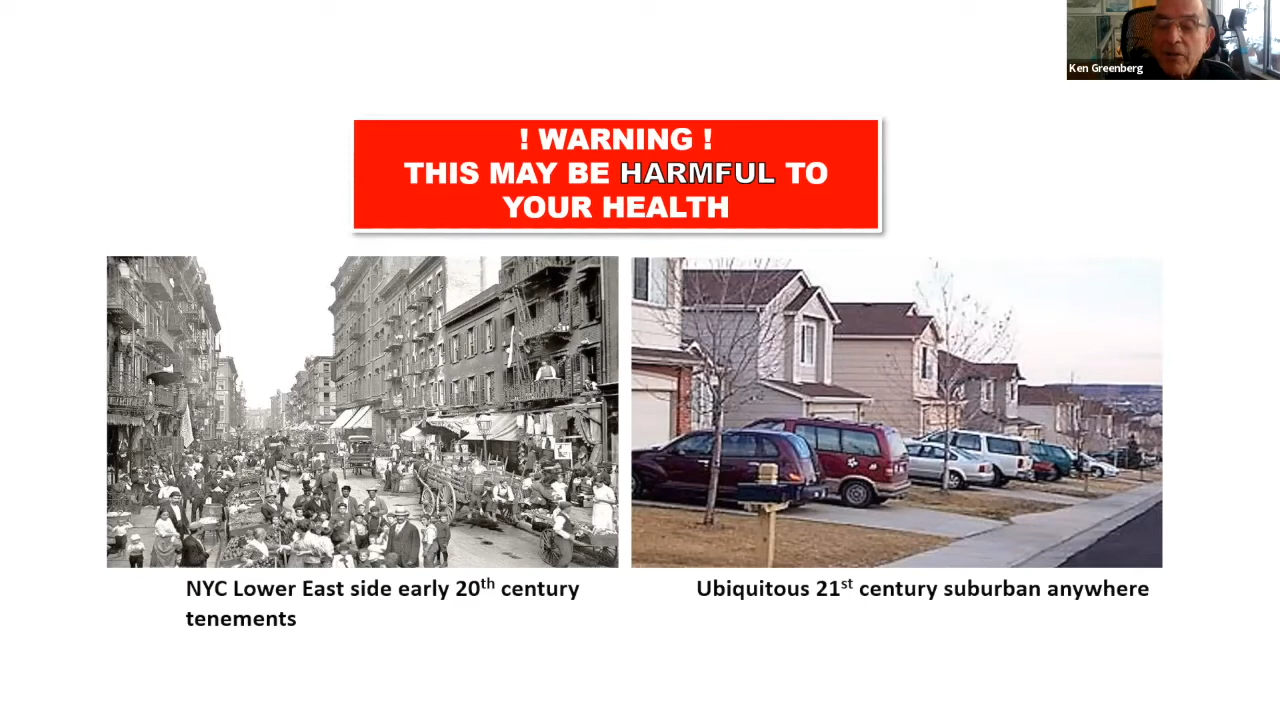 Ken Greenberg
! WARNING !
THIS MAY BE HARMFUL TO
YOUR HEALTH
NYC Lower East side early 20th century
tenements
Ubiquitous 21st century suburban anywhere